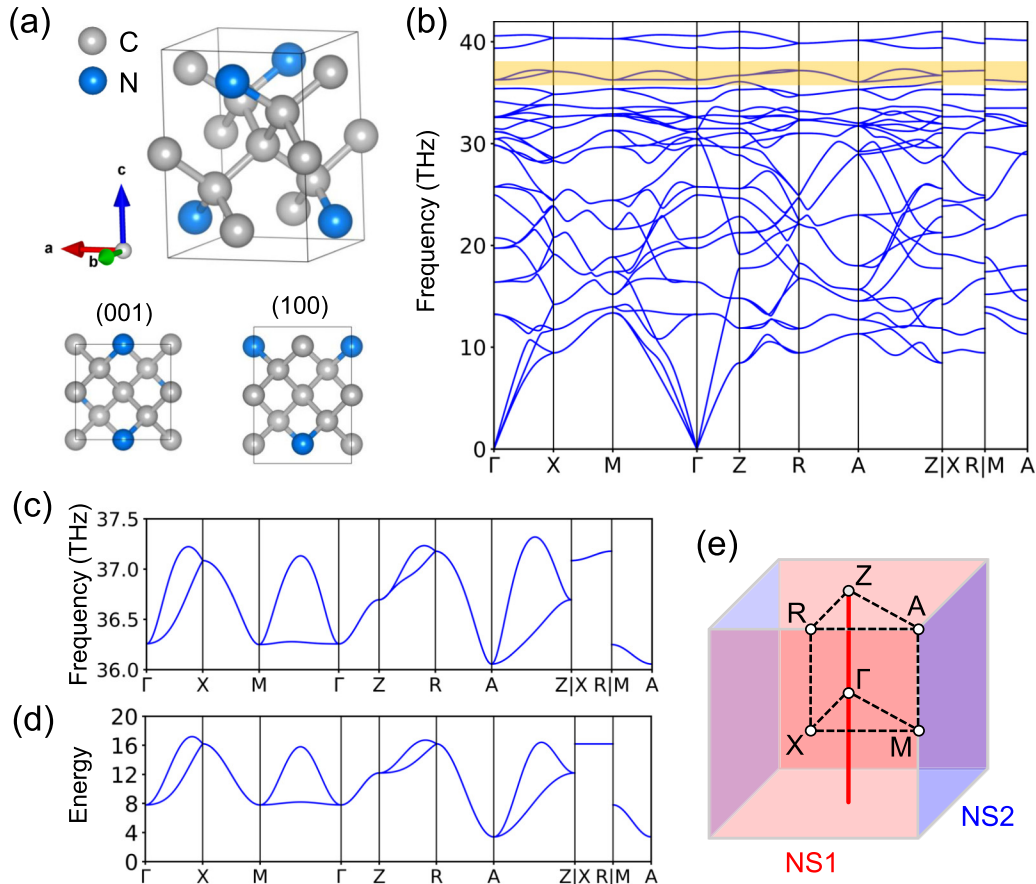 (a)
C
N
c
a
b
(001)
(100)
(b)
Frequency (THz)
40
30
20
10
0
Γ X M Γ Z R A Z|X R|M A
(c)
Frequency (THz)
37.5
37.0
36.5
36.0
Γ X M Γ Z R A Z|X R|M A
(d)
Energy
20
16
12
8
4
0
Γ X M Γ Z R A Z|X R|M A
(e)
Z
R
A
Γ
X
M
NS2
NS1